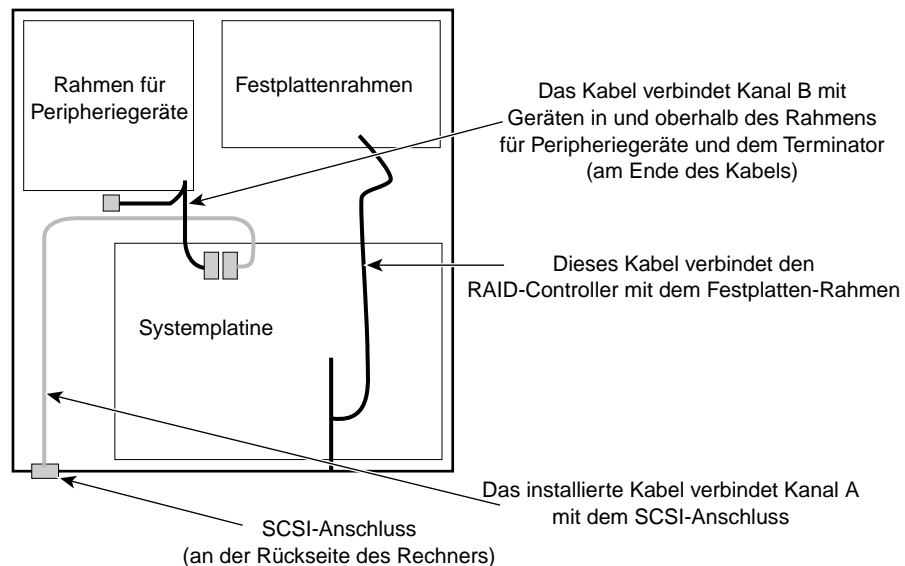 Rahmen für
Peripheriegeräte
Festplattenrahmen
Das Kabel verbindet Kanal B mit
Geräten in und oberhalb des Rahmens
für Peripheriegeräte und dem Terminator
(am Ende des Kabels)
Dieses Kabel verbindet den
RAID-Controller mit dem Festplatten-Rahmen
Systemplatine
Das installierte Kabel verbindet Kanal A
mit dem SCSI-Anschluss
SCSI-Anschluss
(an der Rückseite des Rechners)